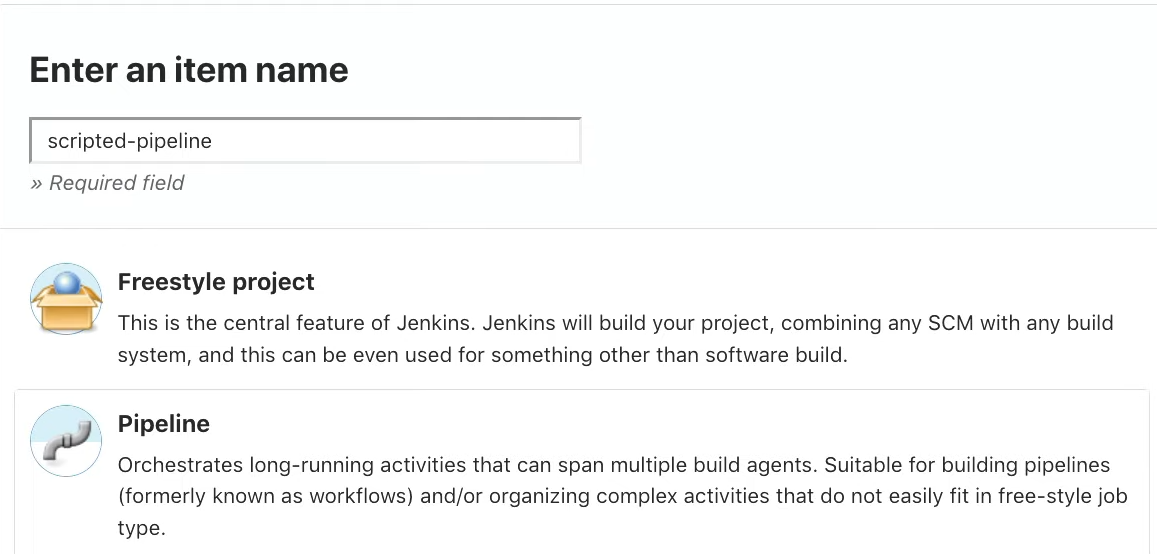 Enter an item name
scripted-pipeline
» Required field
Freestyle project
This is the central feature of Jenkins. Jenkins will build your project, combining any SCM with any build
system, and this can be even used for something other than software build.
Pipeline
Orchestrates long-running activities that can span multiple build agents. Suitable for building pipelines
(formerly known as workflows) and/or organizing complex activities that do not easily fit in free-style job
type.